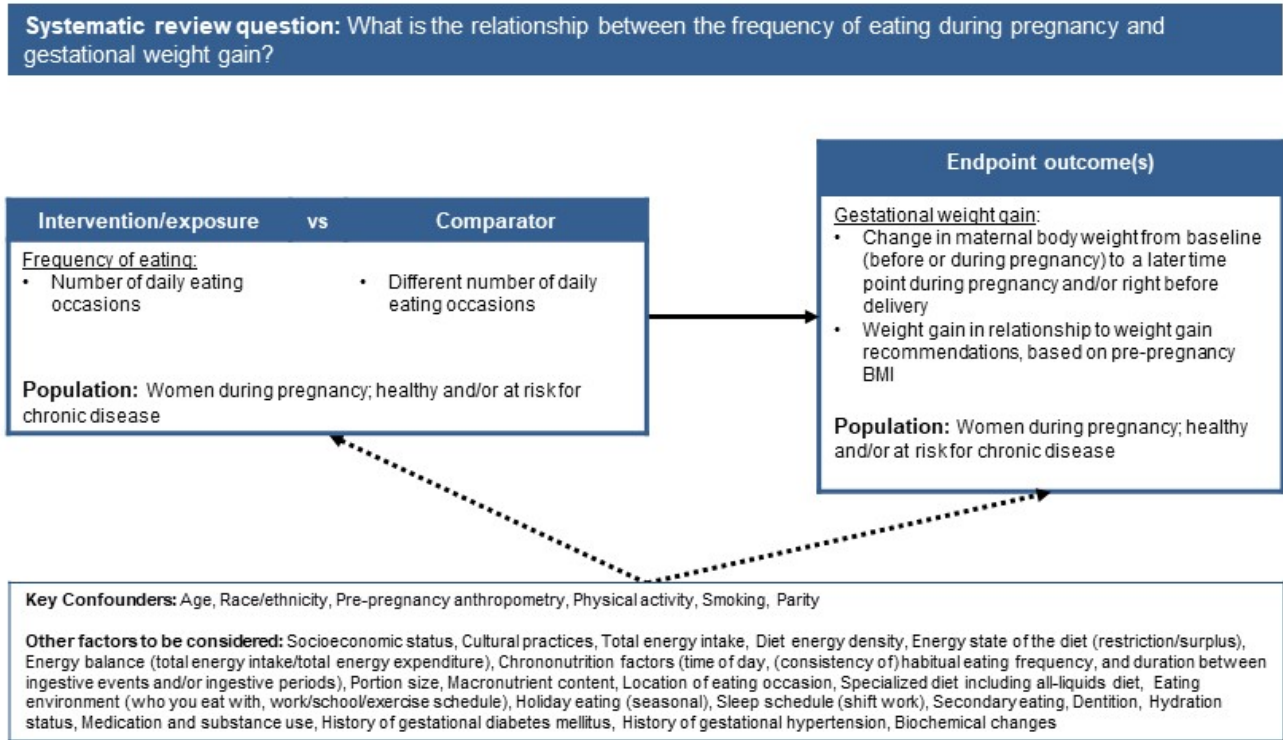 Systematic review question: What is the relationship between the frequency of eating during pregnancy and
gestational weight gain?
Intervention/exposure vs Comparator
Frequency of eating:
• Number of daily eating
occasions
• Different number of daily
eating occasions
Population: Women during pregnancy; healthy and/or at risk for
chronic disease
Endpoint outcome(s)
Gestational weight gain:
• Change in maternal body weight from baseline
(before or during pregnancy) to a later time
point during pregnancy and/or right before
delivery
• Weight gain in relationship to weight gain
recommendations, based on pre-pregnancy
BMI
Population: Women during pregnancy; healthy
and/or at risk for chronic disease
Key Confounders: Age, Race/ethnicity, Pre-pregnancy anthropometry, Physical activity, Smoking, Parity
Other factors to be considered: Socioeconomic status, Cultural practices, Total energy intake, Diet energy density, Energy state of the diet (restriction/surplus),
Energy balance (total energy intake/total energy expenditure), Chrononutrition factors (time of day, (consistency of) habitual eating frequency, and duration between
ingestive events and/or ingestive periods), Portion size, Macronutrient content, Location of eating occasion, Specialized diet including all-liquids diet, Eating
environment (who you eat with, work/school/exercise schedule), Holiday eating (seasonal), Sleep schedule (shift work), Secondary eating, Dentition, Hydration
status, Medication and substance use, History of gestational diabetes mellitus, History of gestational hypertension, Biochemical changes